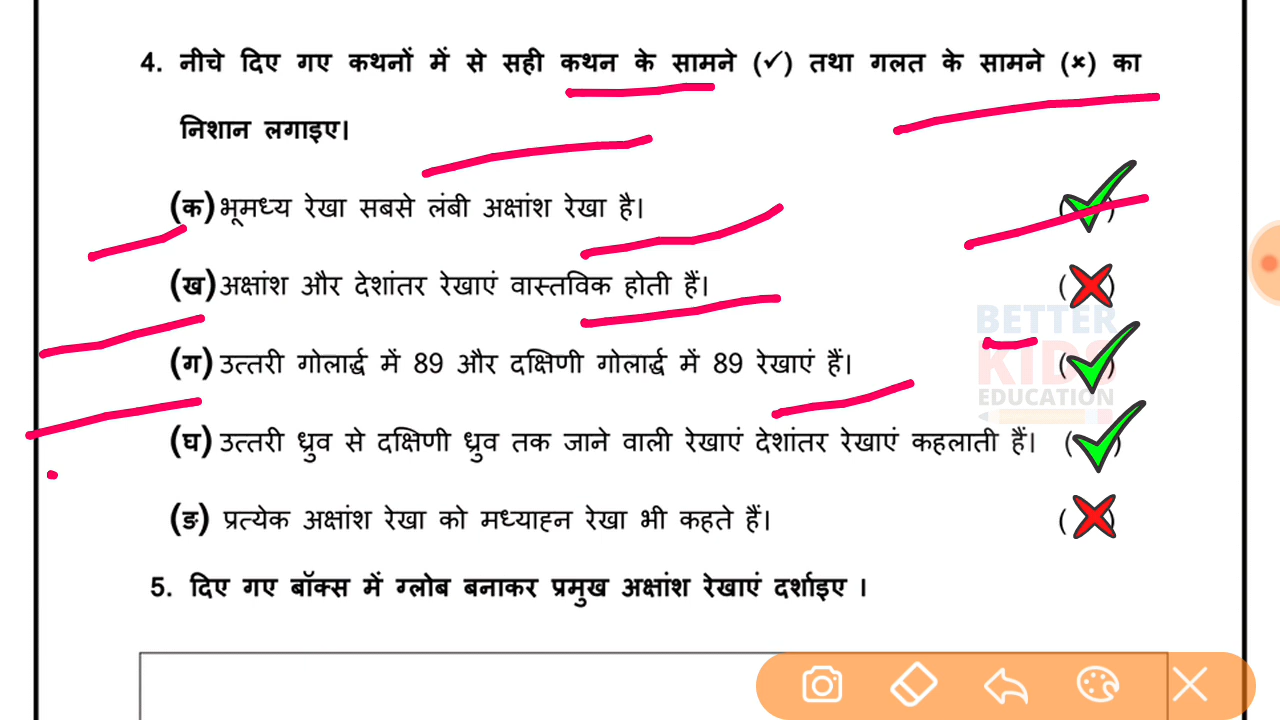 4. नीचे दिए गए कथनों में से सही कथन के सामने (✓) तथा गलत के सामने (×) का
निशान लगाइए।
(क) भूमध्य रेखा सबसे लंबी अक्षांश रेखा है। (✓)
(ख) अक्षांश और देशांतर रेखाएं वास्तविक होती हैं। (×)
(ग) उत्तरी गोलार्द्ध में 89 और दक्षिणी गोलार्द्ध में 89 रेखाएं हैं। (✓)
(घ) उत्तरी ध्रुव से दक्षिणी ध्रुव तक जाने वाली रेखाएं देशांतर रेखाएं कहलाती हैं। (✓)
(ङ) प्रत्येक अक्षांश रेखा को मध्याह्न रेखा भी कहते हैं। (×)
5. दिए गए बॉक्स में ग्लोब बनाकर प्रमुख अक्षांश रेखाएं दर्शाइए ।
BETTER
KIDS
EDUCATION